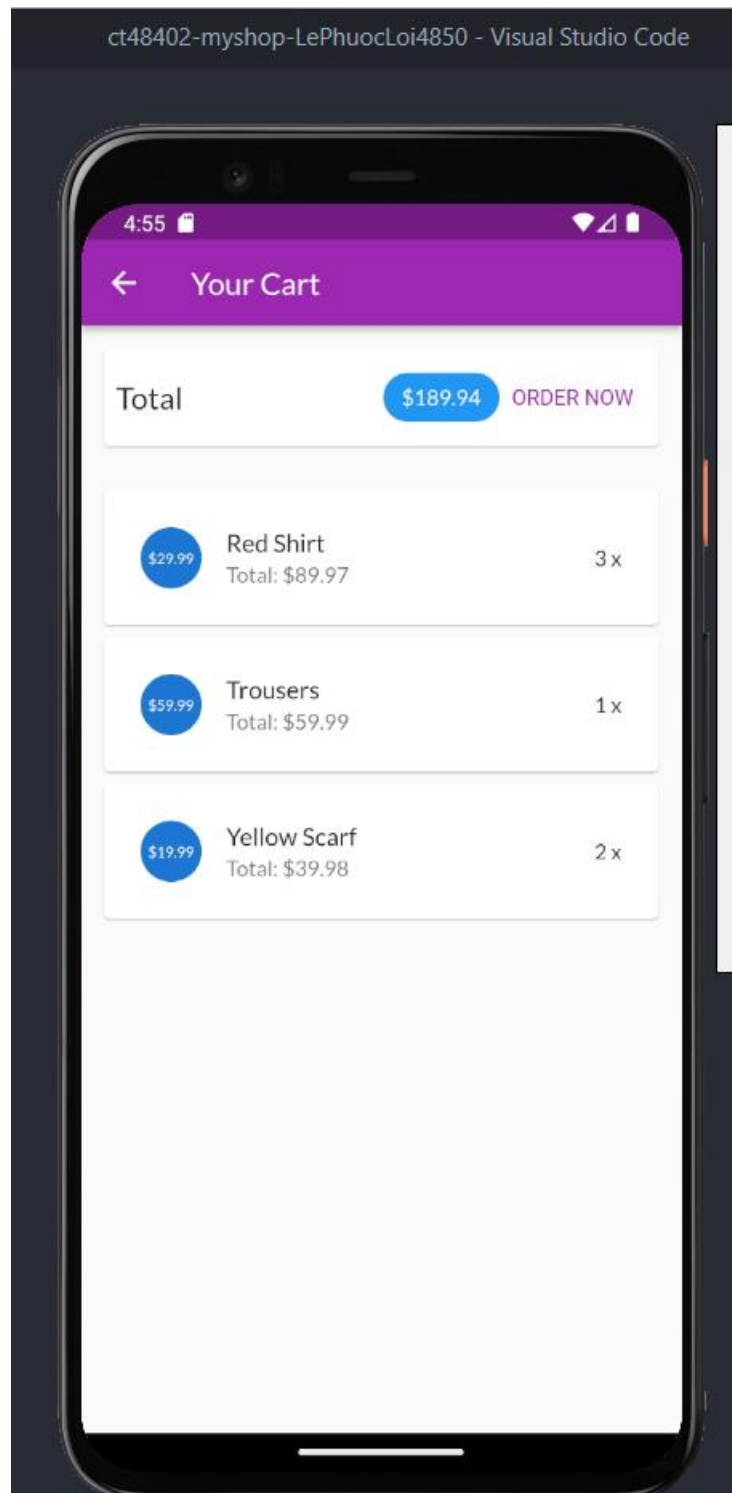 ct48402-myshop-LePhuocLoi4850 - Visual Studio Code
4:55
Your Cart
Total $189.94 ORDER NOW
$29.99 Red Shirt 3 x
Total: $89.97
$59.99 Trousers 1 x
Total: $59.99
$19.99 Yellow Scarf 2 x
Total: $39.98